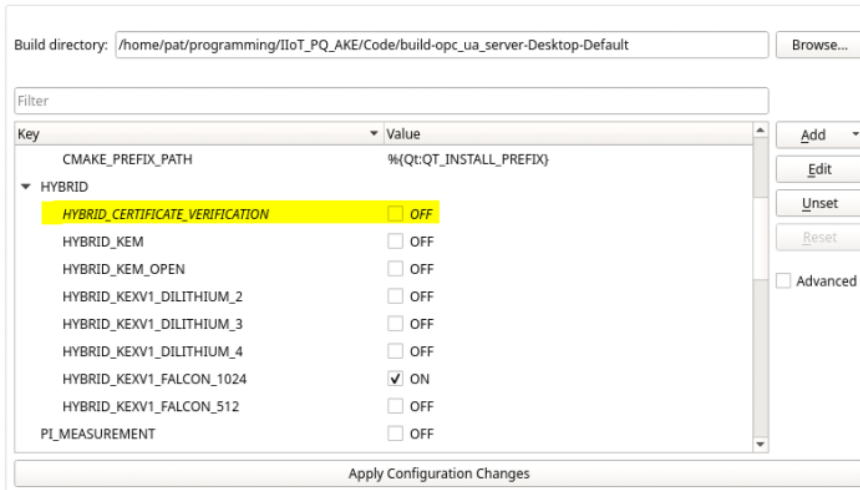 Build directory: /home/pat/programming/IIoT_PQ_AKE/Code/build-opc_ua_server-Desktop-Default Browse...
Filter
Key Value Add
CMAKE_PREFIX_PATH %{Qt:QT_INSTALL_PREFIX}
Edit
HYBRID
Unset
HYBRID_CERTIFICATE_VERIFICATION OFF
HYBRID_KEM OFF Reset
HYBRID_KEM_OPEN OFF
Advanced
HYBRID_KEXV1_DILITHIUM_2 OFF
HYBRID_KEXV1_DILITHIUM_3 OFF
HYBRID_KEXV1_DILITHIUM_4 OFF
HYBRID_KEXV1_FALCON_1024 ON
HYBRID_KEXV1_FALCON_512 OFF
PI_MEASUREMENT OFF
Apply Configuration Changes